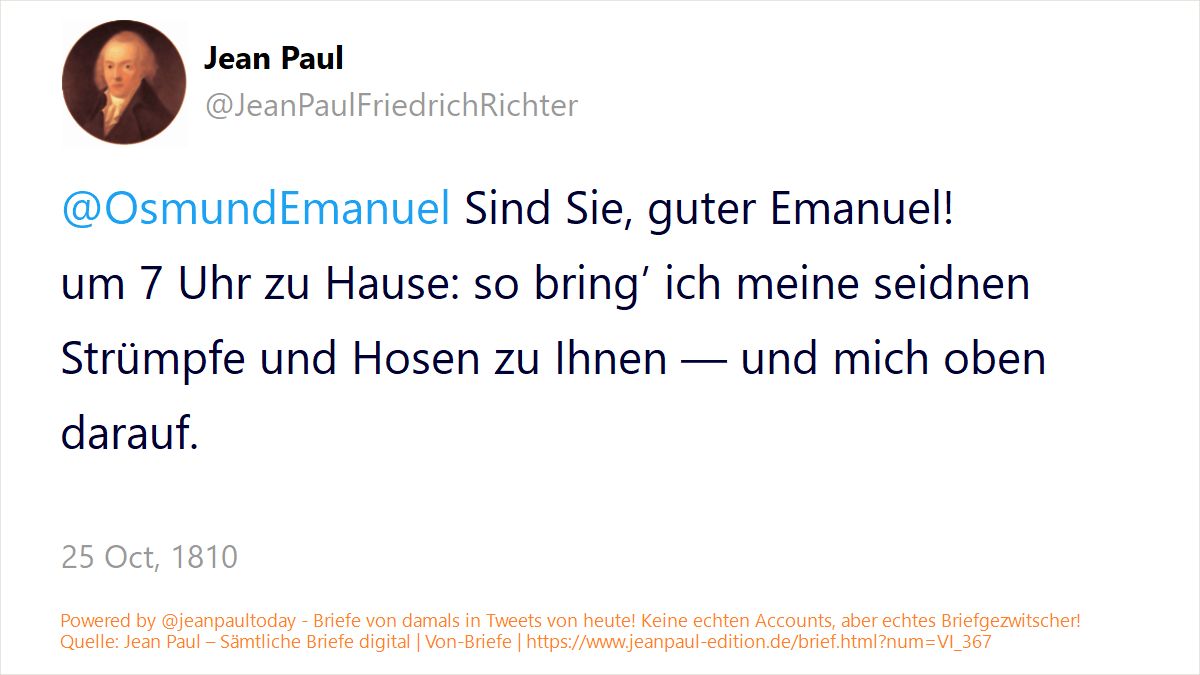 Jean Paul
@JeanPaulFriedrichRichter
@OsmundEmanuel Sind Sie, guter Emanuel!
um 7 Uhr zu Hause: so bring’ ich meine seidnen
Strümpfe und Hosen zu Ihnen — und mich oben
darauf.
25 Oct, 1810
Powered by @jeanpaultoday - Briefe von damals in Tweets von heute! Keine echten Accounts, aber echtes Briefgezwitscher!
Quelle: Jean Paul – Sämtliche Briefe digital | Von-Briefe | https://www.jeanpaul-edition.de/brief.html?num=VI_367